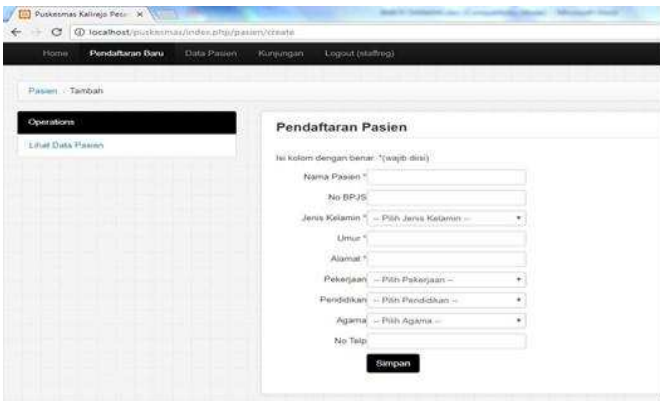 Puskesmas Kalirejo
localhost/puskesmas/index.php/pasien/create
Home Pendaftaran Baru Data Pasien Kunjungan Logout (staffreg)
Pasien Tambah
Operations
Lihat Data Pasien
Pendaftaran Pasien
Isi kolom dengan benar. *(wajib diisi)
Nama Pasien *
No BPJS
Jenis Kelamin * -- Pilih Jenis Kelamin --
Umur *
Alamat *
Pekerjaan -- Pilih Pekerjaan --
Pendidikan -- Pilih Pendidikan --
Agama -- Pilih Agama --
No Telp
Simpan